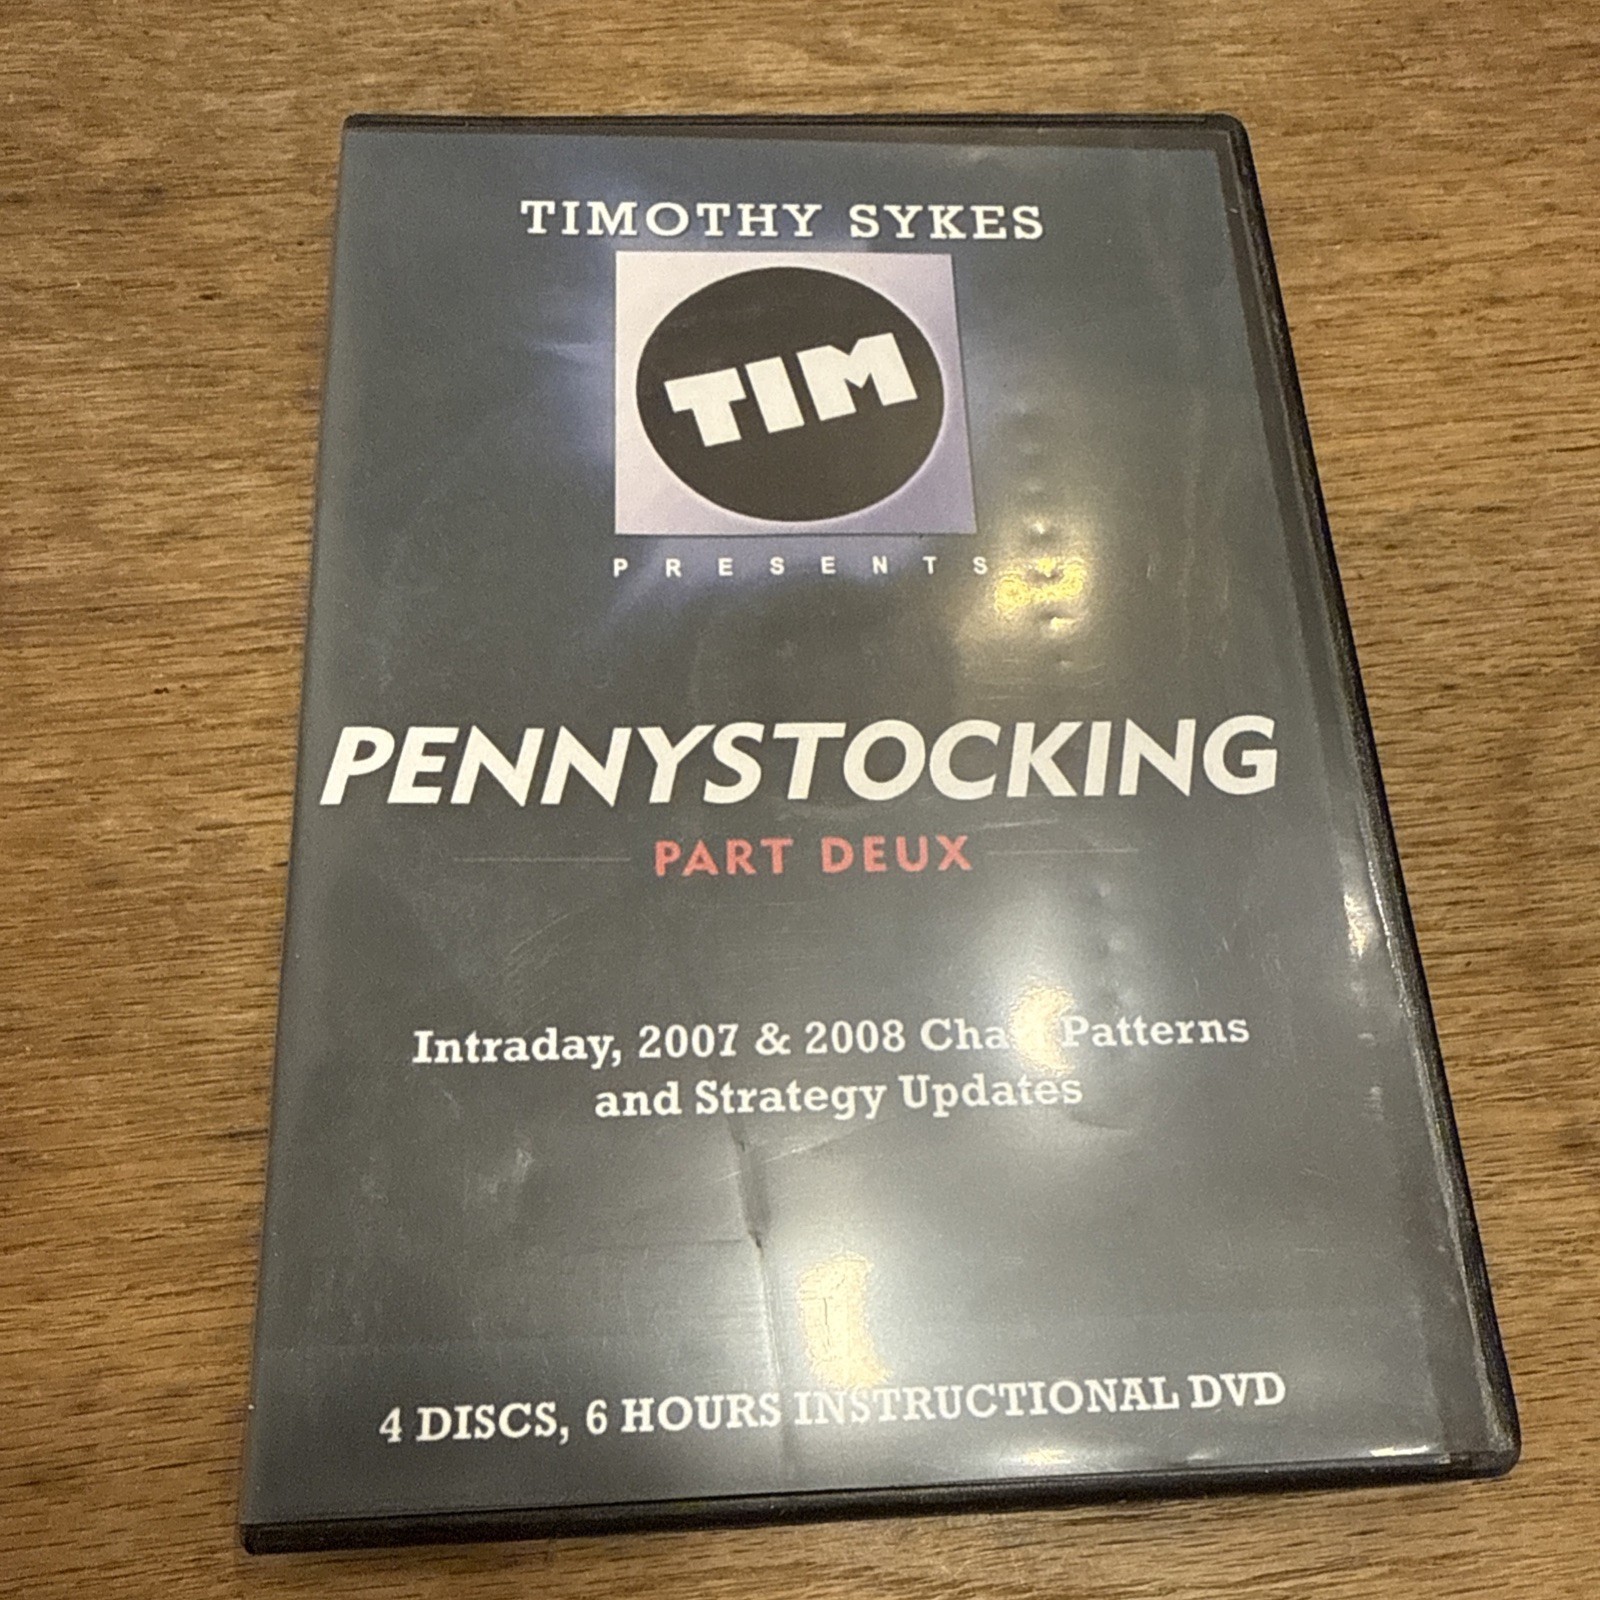 TIMOTHY SYKES
TIM
PRESENTS
PENNYSTOCKING
PART DEUX
Intraday, 2007 & 2008 Chart Patterns
and Strategy Updates
4 DISCS, 6 HOURS INSTRUCTIONAL DVD